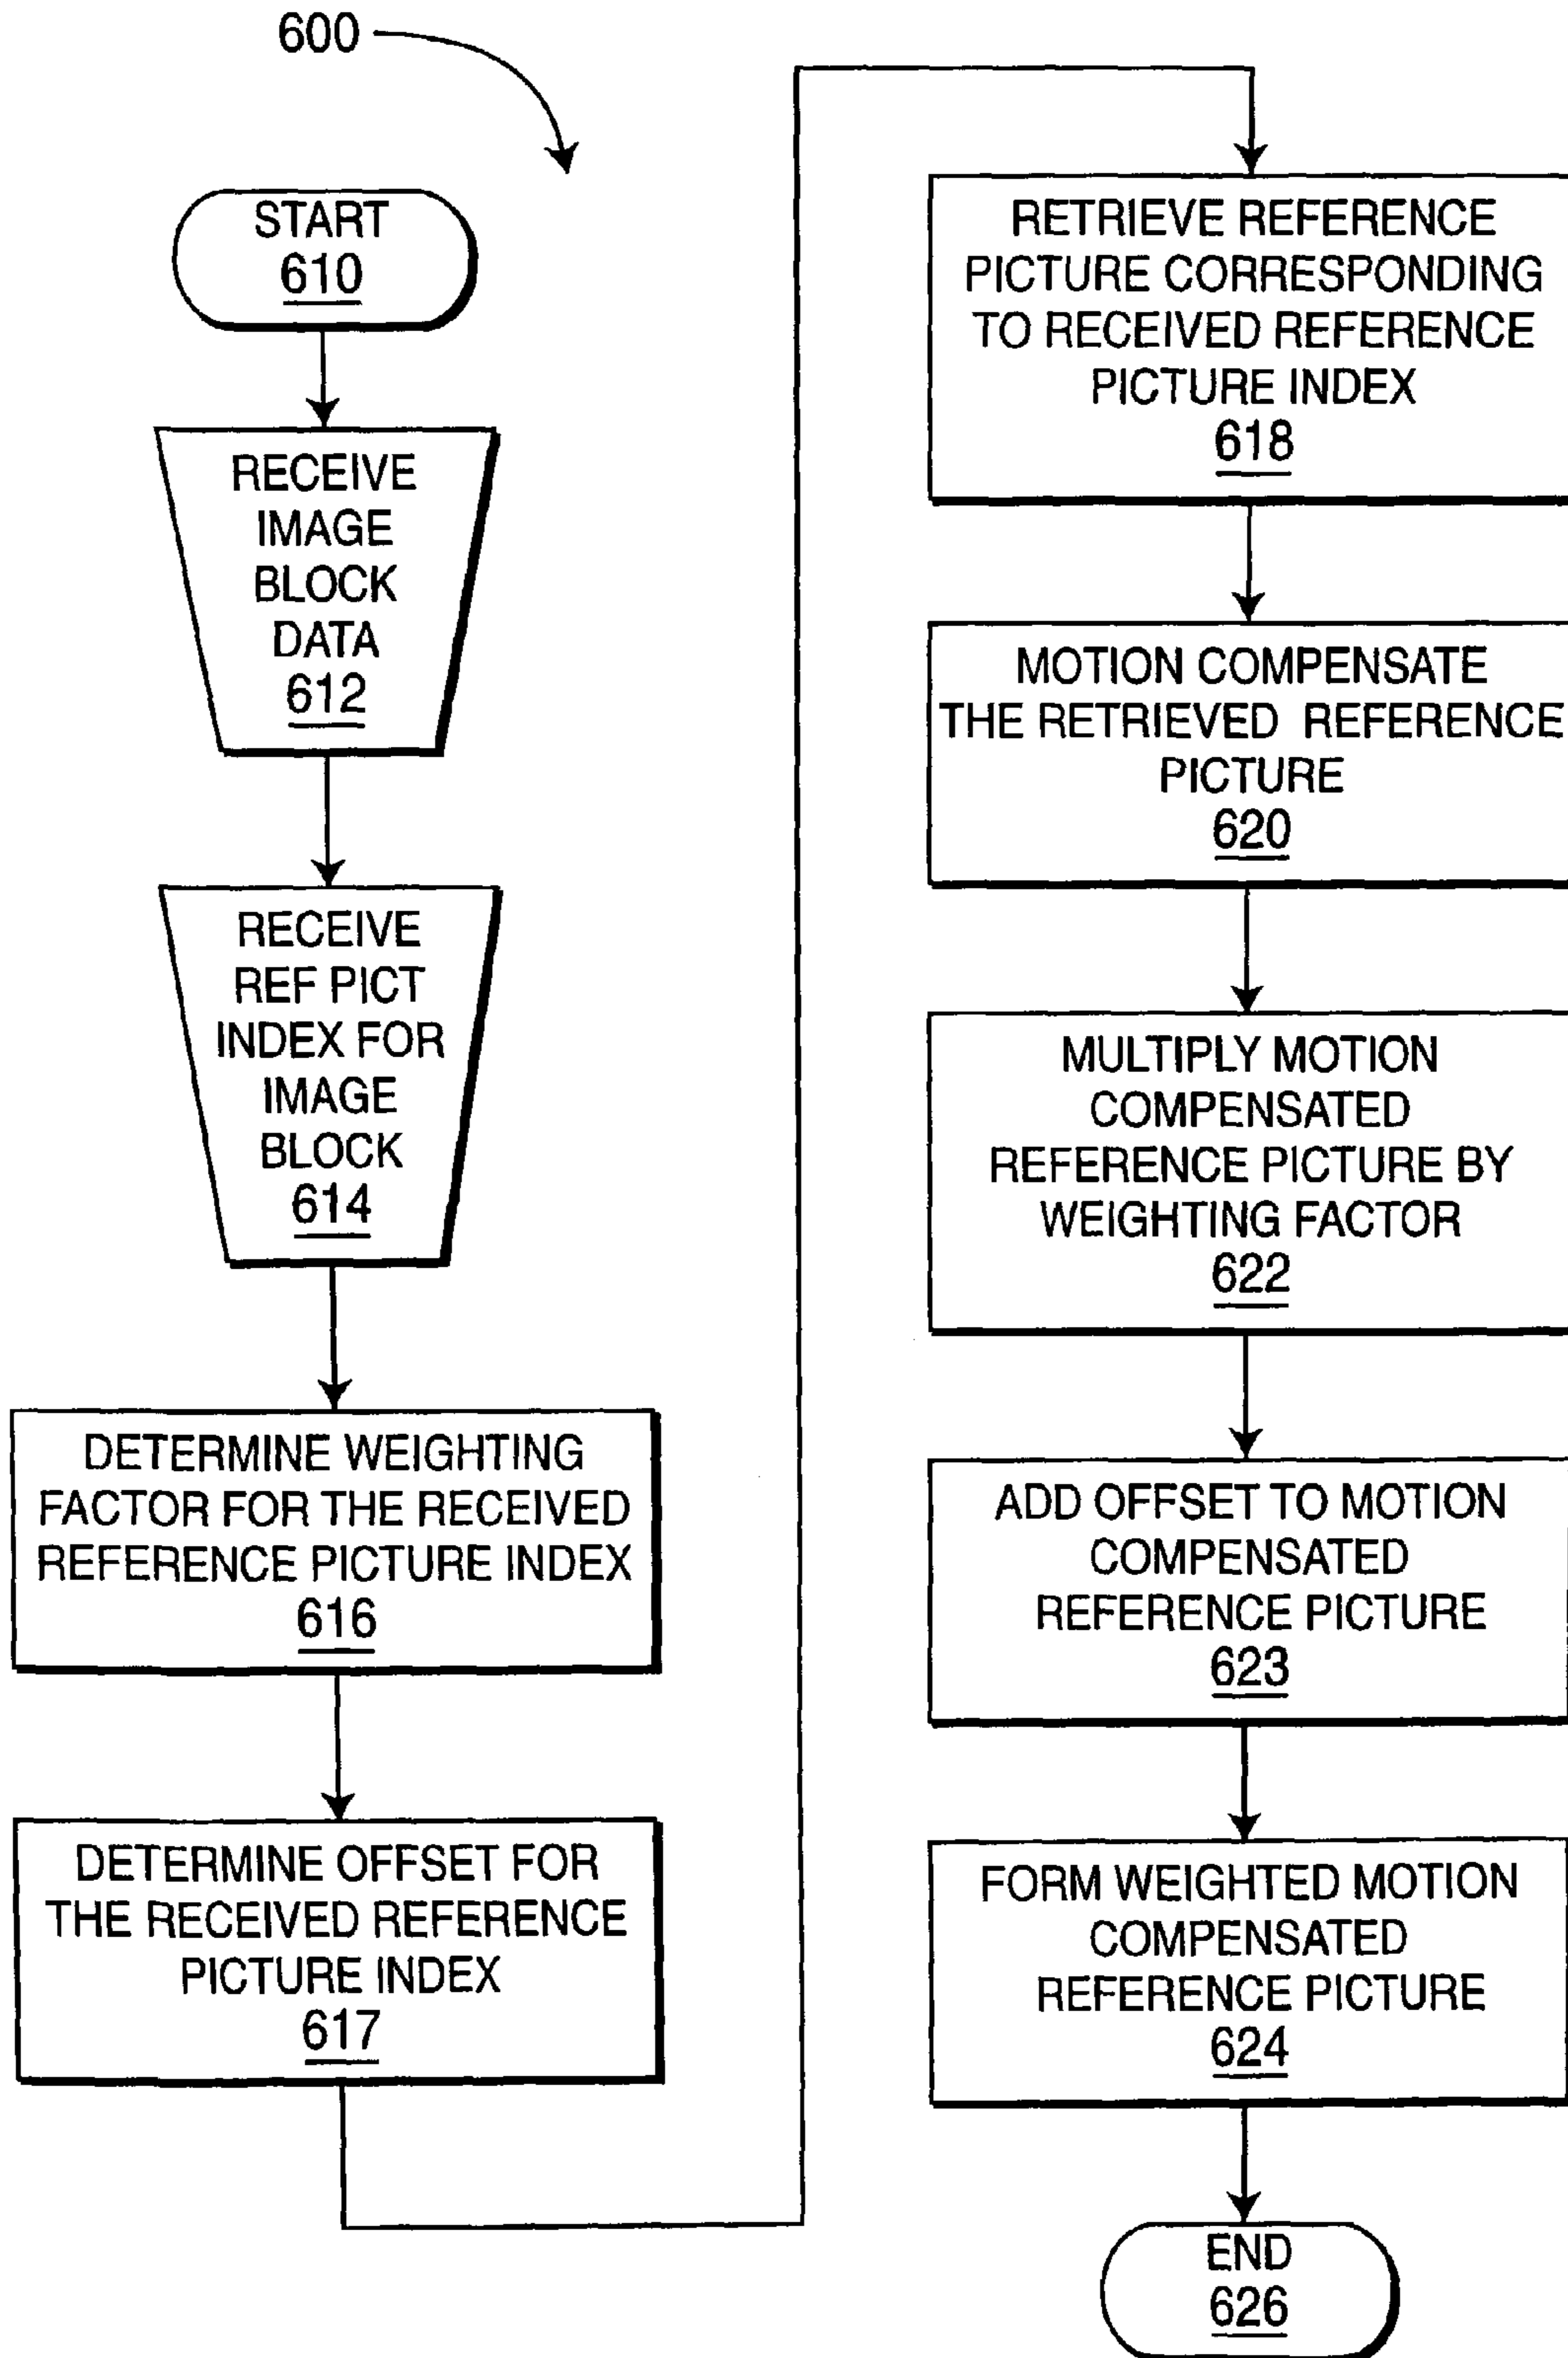 600
START
610
RECEIVE
IMAGE
BLOCK
DATA
612
RECEIVE
REF PICT
INDEX FOR
IMAGE
BLOCK
614
DETERMINE WEIGHTING
FACTOR FOR THE RECEIVED
REFERENCE PICTURE INDEX
616
DETERMINE OFFSET FOR
THE RECEIVED REFERENCE
PICTURE INDEX
617
RETRIEVE REFERENCE
PICTURE CORRESPONDING
TO RECEIVED REFERENCE
PICTURE INDEX
618
MOTION COMPENSATE
THE RETRIEVED REFERENCE
PICTURE
620
MULTIPLY MOTION
COMPENSATED
REFERENCE PICTURE BY
WEIGHTING FACTOR
622
ADD OFFSET TO MOTION
COMPENSATED
REFERENCE PICTURE
623
FORM WEIGHTED MOTION
COMPENSATED
REFERENCE PICTURE
624
END
626